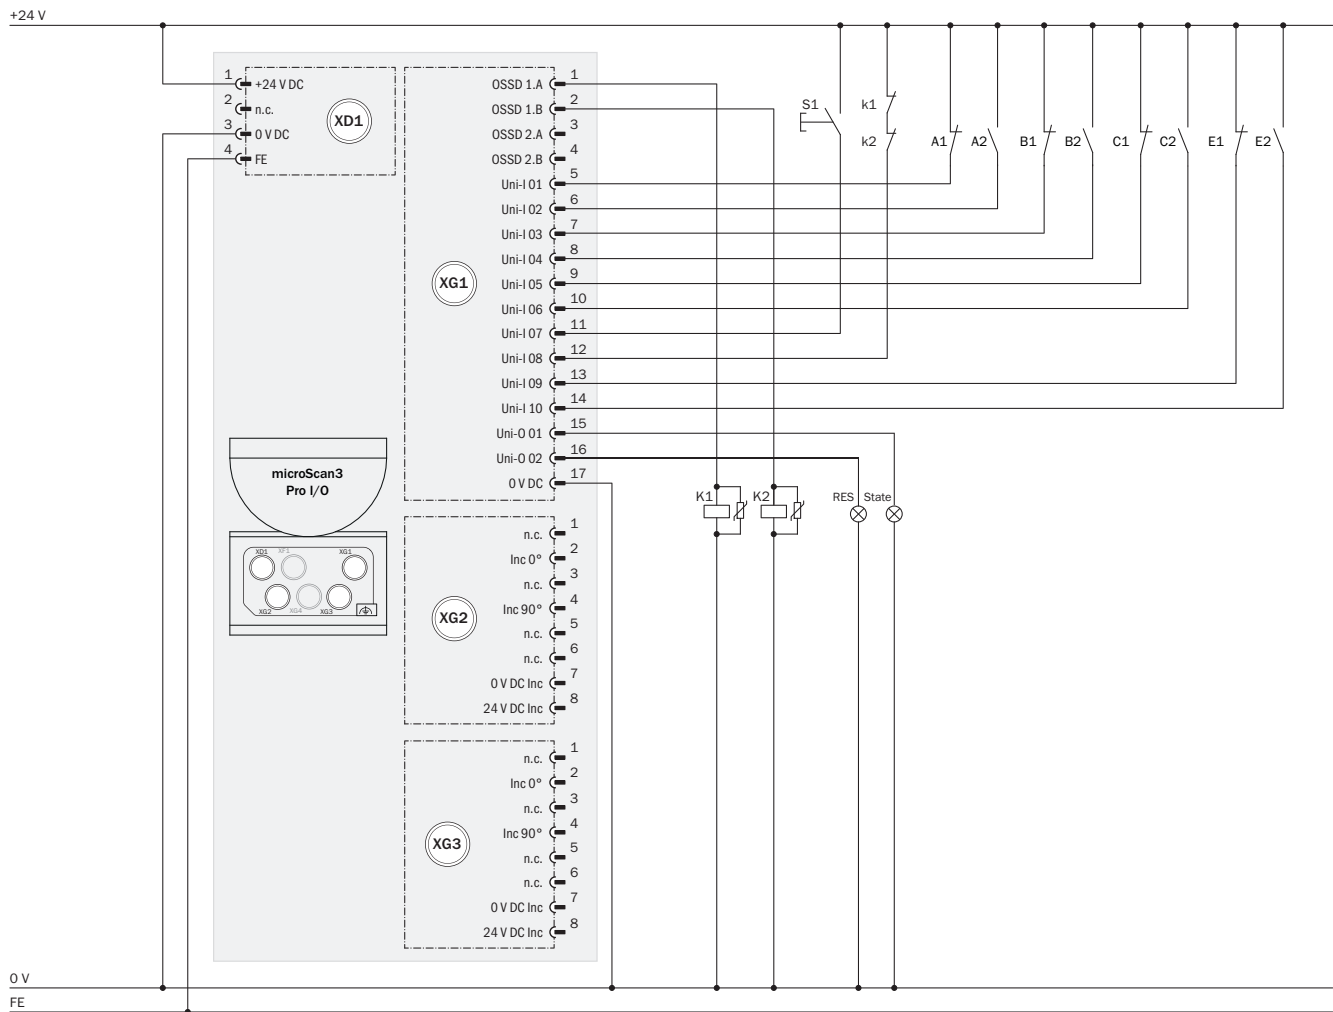 +24 V
1
+24 V DC
2
n.c.
3
0 V DC
4
FE
XD1
XG1
OSSD 1.A
1
OSSD 1.B
2
OSSD 2.A
3
OSSD 2.B
4
Uni-I 01
5
Uni-I 02
6
Uni-I 03
7
Uni-I 04
8
Uni-I 05
9
Uni-I 06
10
Uni-I 07
11
Uni-I 08
12
Uni-I 09
13
Uni-I 10
14
Uni-O 01
15
Uni-O 02
16
0 V DC
17
S1
k1
k2
A1
A2
B1
B2
C1
C2
E1
E2
K1
K2
RES
State
microScan3
Pro I/O
XD1
XF1
XG1
XG2
XG4
XG3
XG2
n.c.
1
Inc 0°
2
n.c.
3
Inc 90°
4
n.c.
5
n.c.
6
0 V DC Inc
7
24 V DC Inc
8
XG3
n.c.
1
Inc 0°
2
n.c.
3
Inc 90°
4
n.c.
5
n.c.
6
0 V DC Inc
7
24 V DC Inc
8
0 V
FE